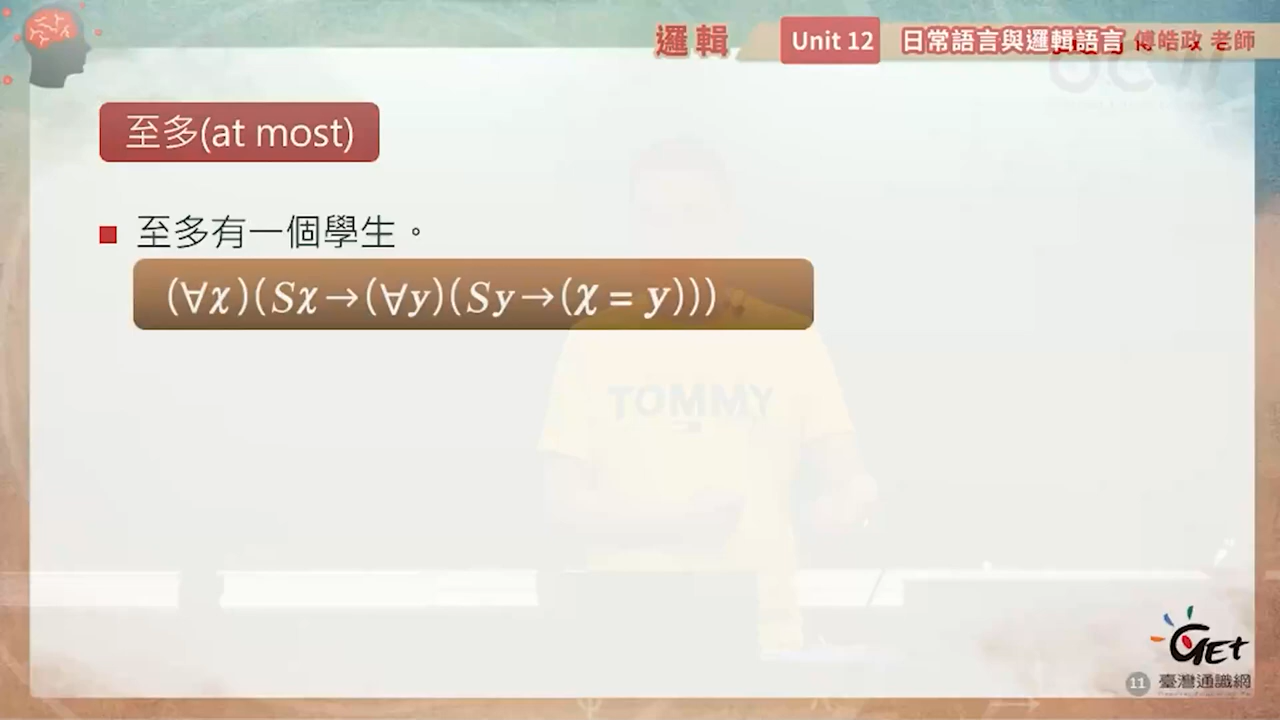 邏輯 Unit 12 日常語言與邏輯語言 傅皓政 老師
至多(at most)
至多有一個學生。
(∀χ)(Sχ→(∀y)(Sy→(χ = y)))
TOMMY
GET
11 臺灣通識網